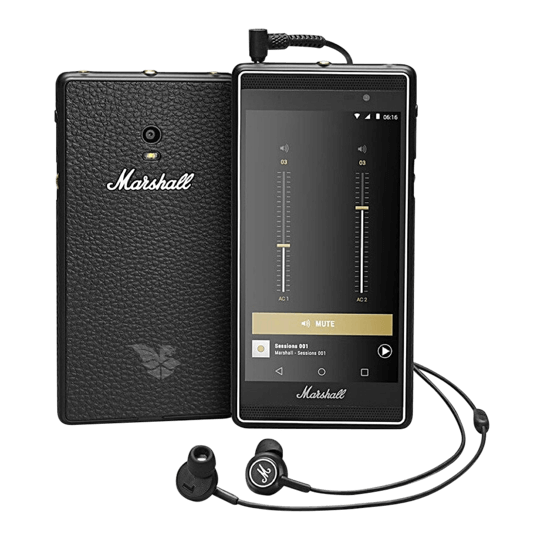 Marshall
06:16
03
03
AC 1
AC 2
MUTE
Sessions 001
Marshall - Sessions 001
Marshall
M